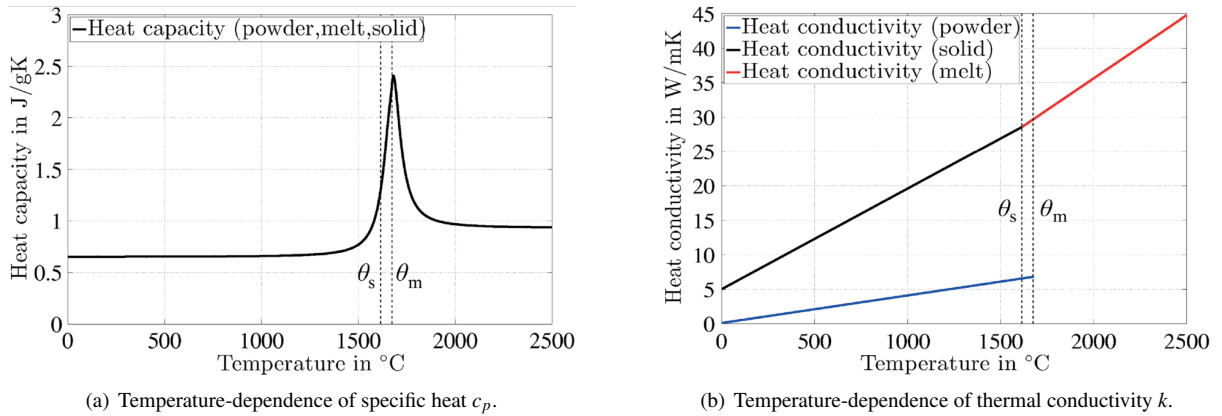 Heat capacity (powder,melt,solid)
Heat capacity in J/gK
3
2.5
2
1.5
1
0.5
0
θs
θm
0 500 1000 1500 2000 2500
Temperature in °C
(a) Temperature-dependence of specific heat cp.
Heat conductivity (powder)
Heat conductivity (solid)
Heat conductivity (melt)
Heat conductivity in W/mK
45
40
35
30
25
20
15
10
5
0
θs
θm
0 500 1000 1500 2000 2500
Temperature in °C
(b) Temperature-dependence of thermal conductivity k.